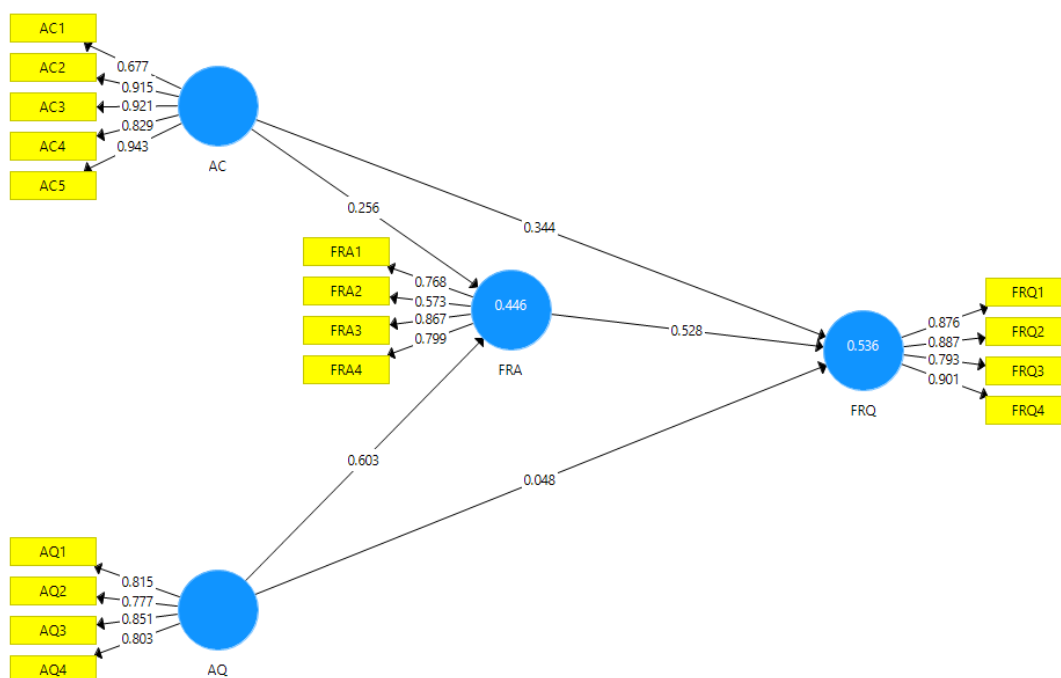 AC1
AC2
AC3
AC4
AC5
0.677
0.915
0.921
0.829
0.943
AC
0.256
0.344
FRA1
FRA2
FRA3
FRA4
0.768
0.573
0.867
0.799
0.446
FRA
0.528
0.536
FRQ
0.876
0.887
0.793
0.901
FRQ1
FRQ2
FRQ3
FRQ4
0.603
0.048
AQ1
AQ2
AQ3
AQ4
0.815
0.777
0.851
0.803
AQ